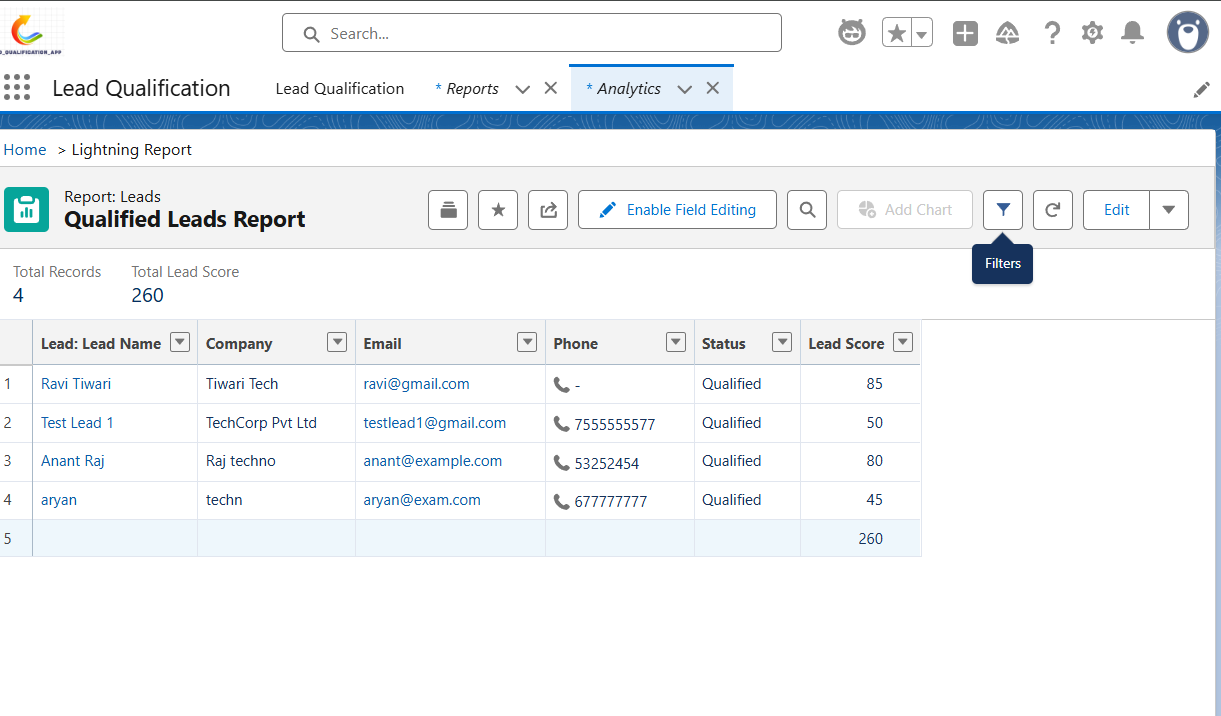 D_QUALIFICATION_APP
Search...
Lead Qualification
Lead Qualification
* Reports
* Analytics
Home > Lightning Report
Report: Leads
Qualified Leads Report
Enable Field Editing
Add Chart
Edit
Filters
Total Records Total Lead Score
4 260
Lead: Lead Name Company Email Phone Status Lead Score
1 Ravi Tiwari Tiwari Tech ravi@gmail.com - Qualified 85
2 Test Lead 1 TechCorp Pvt Ltd testlead1@gmail.com 7555555577 Qualified 50
3 Anant Raj Raj techno anant@example.com 53252454 Qualified 80
4 aryan techn aryan@exam.com 677777777 Qualified 45
5 260